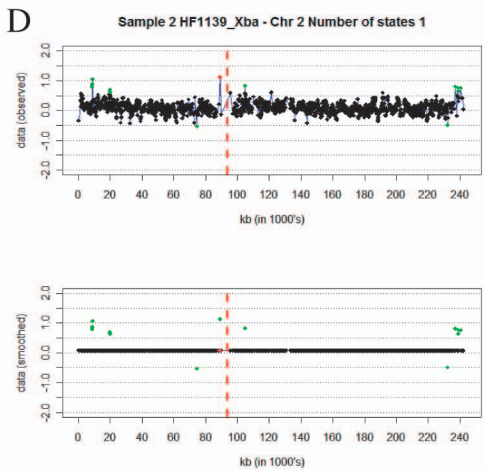 D
Sample 2 HF1139_Xba - Chr 2 Number of states 1
data (observed)
2.0
1.0
0.0
-1.0
-2.0
0 20 40 60 80 100 120 140 160 180 200 220 240
kb (in 1000's)
data (smoothed)
2.0
1.0
0.0
-1.0
-2.0
0 20 40 60 80 100 120 140 160 180 200 220 240
kb (in 1000's)